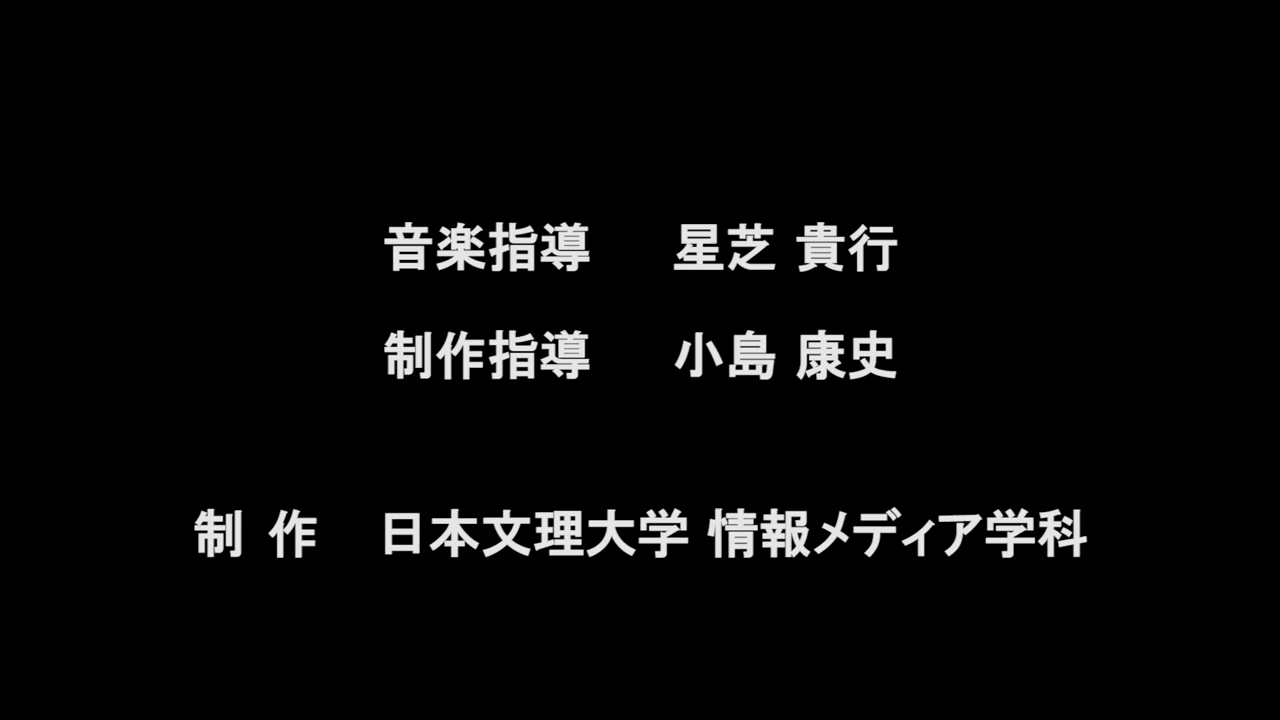 音楽指導 星芝 貴行
制作指導 小島 康史
制 作 日本文理大学 情報メディア学科